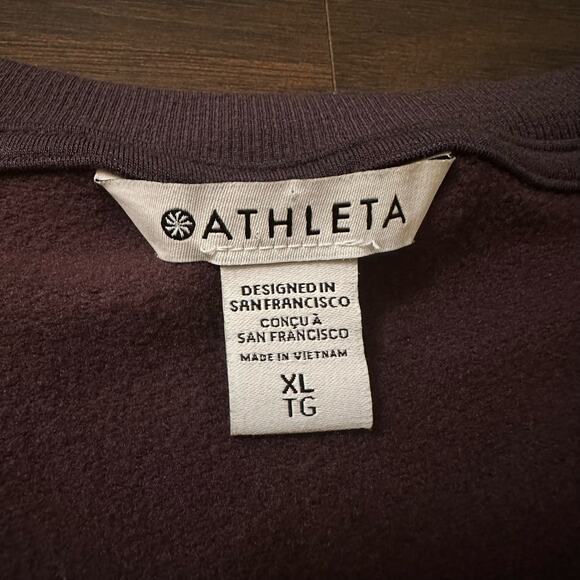 ATHLETA
DESIGNED IN
SAN FRANCISCO
CONÇU À
SAN FRANCISCO
MADE IN VIETNAM
XL
TG